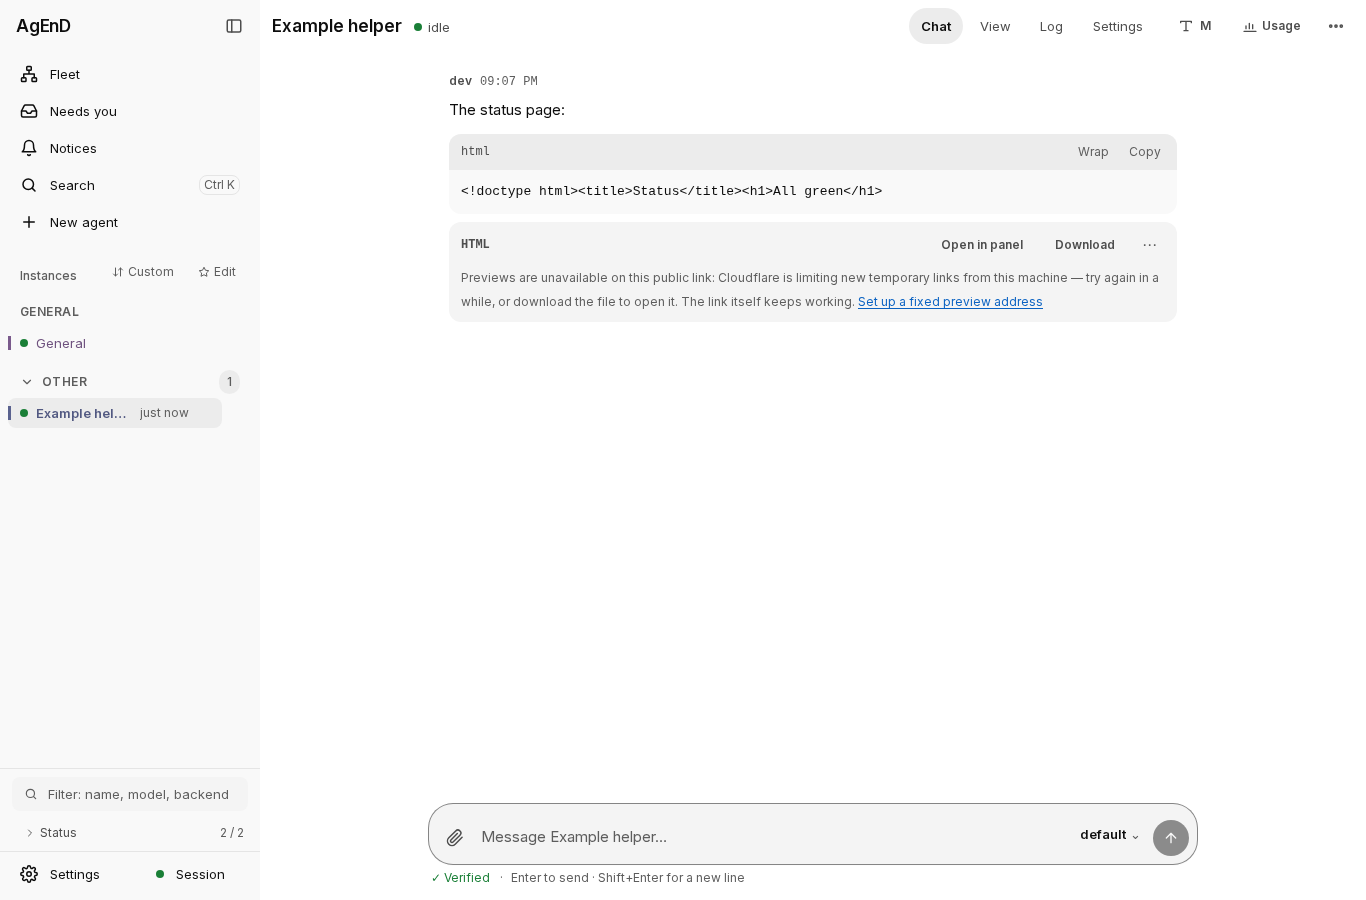 AgEnD
Fleet
Needs you
Notices
Search
Ctrl K
New agent
Instances
Custom
Edit
GENERAL
General
OTHER
1
Example hel…
just now
Filter: name, model, backend
Status
2 / 2
Settings
Session
Example helper
idle
Chat
View
Log
Settings
M
Usage
dev 09:07 PM
The status page:
html
Wrap
Copy
<!doctype html><title>Status</title><h1>All green</h1>
HTML
Open in panel
Download
Previews are unavailable on this public link: Cloudflare is limiting new temporary links from this machine — try again in a
while, or download the file to open it. The link itself keeps working. Set up a fixed preview address
Message Example helper...
default
✓ Verified · Enter to send · Shift+Enter for a new line